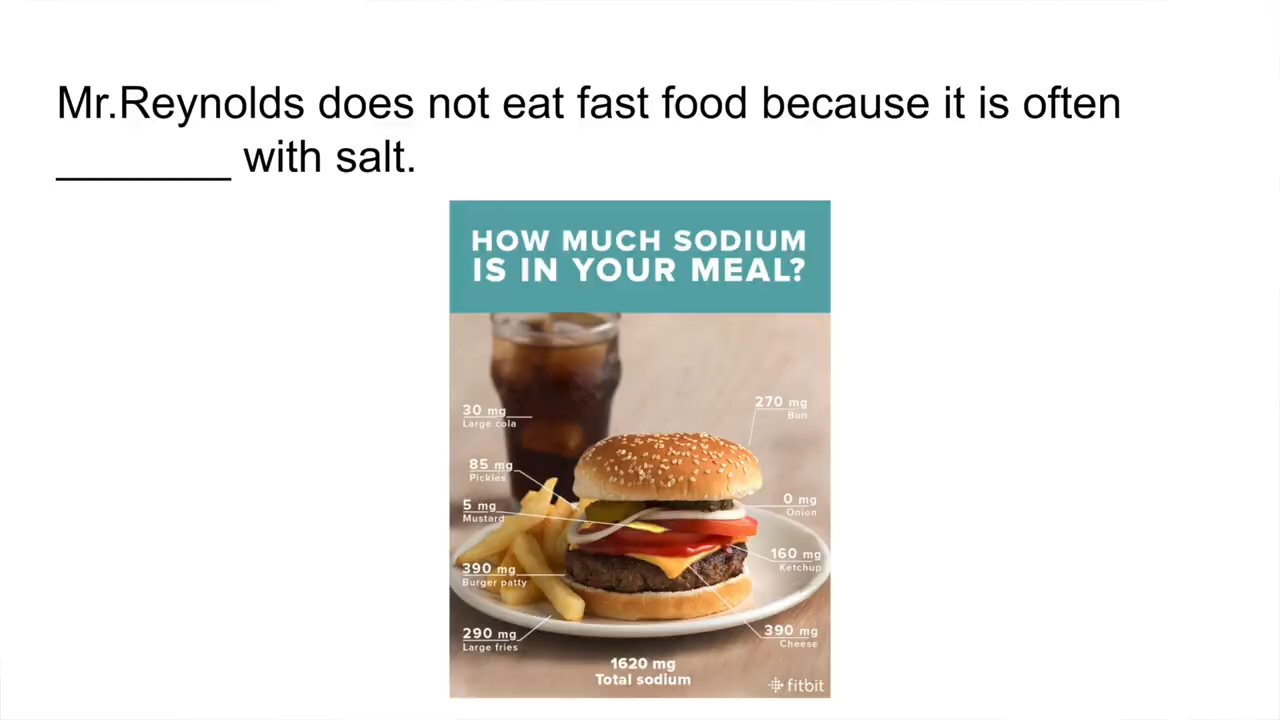 Mr.Reynolds does not eat fast food because it is often
_______ with salt.
HOW MUCH SODIUM
IS IN YOUR MEAL?
30 mg
Large cola
270 mg
Bun
85 mg
Pickles
5 mg
Mustard
0 mg
Onion
160 mg
Ketchup
390 mg
Burger patty
290 mg
Large fries
390 mg
Cheese
1620 mg
Total sodium
fitbit